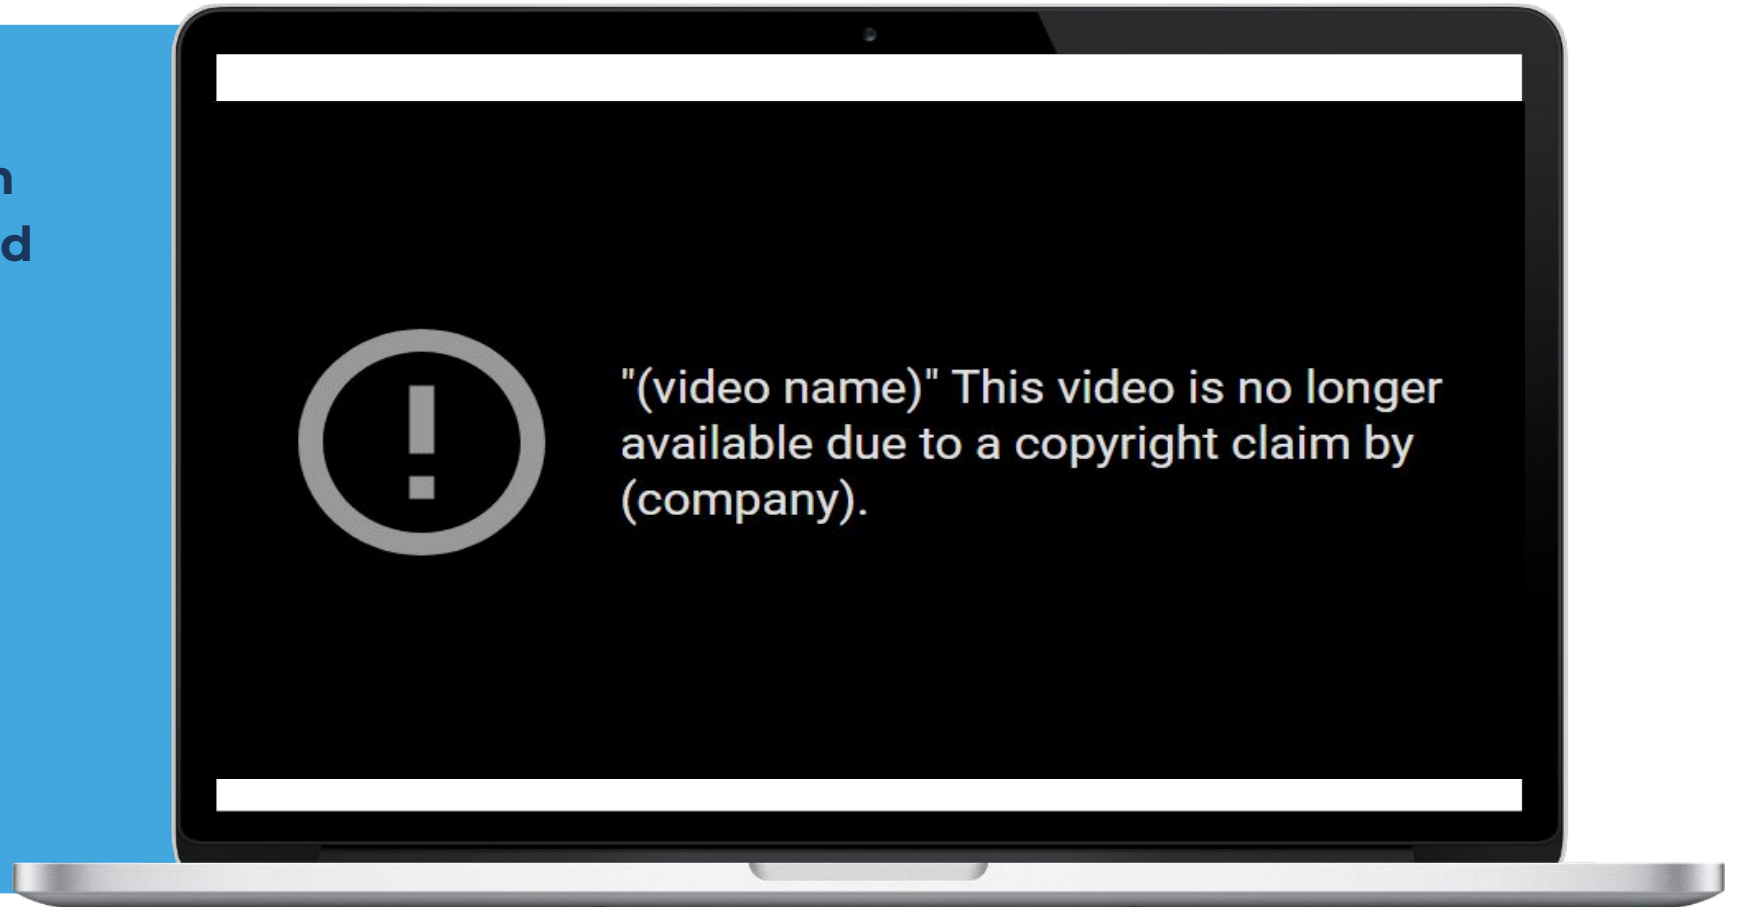 n
d
"(video name)" This video is no longer
available due to a copyright claim by
(company).